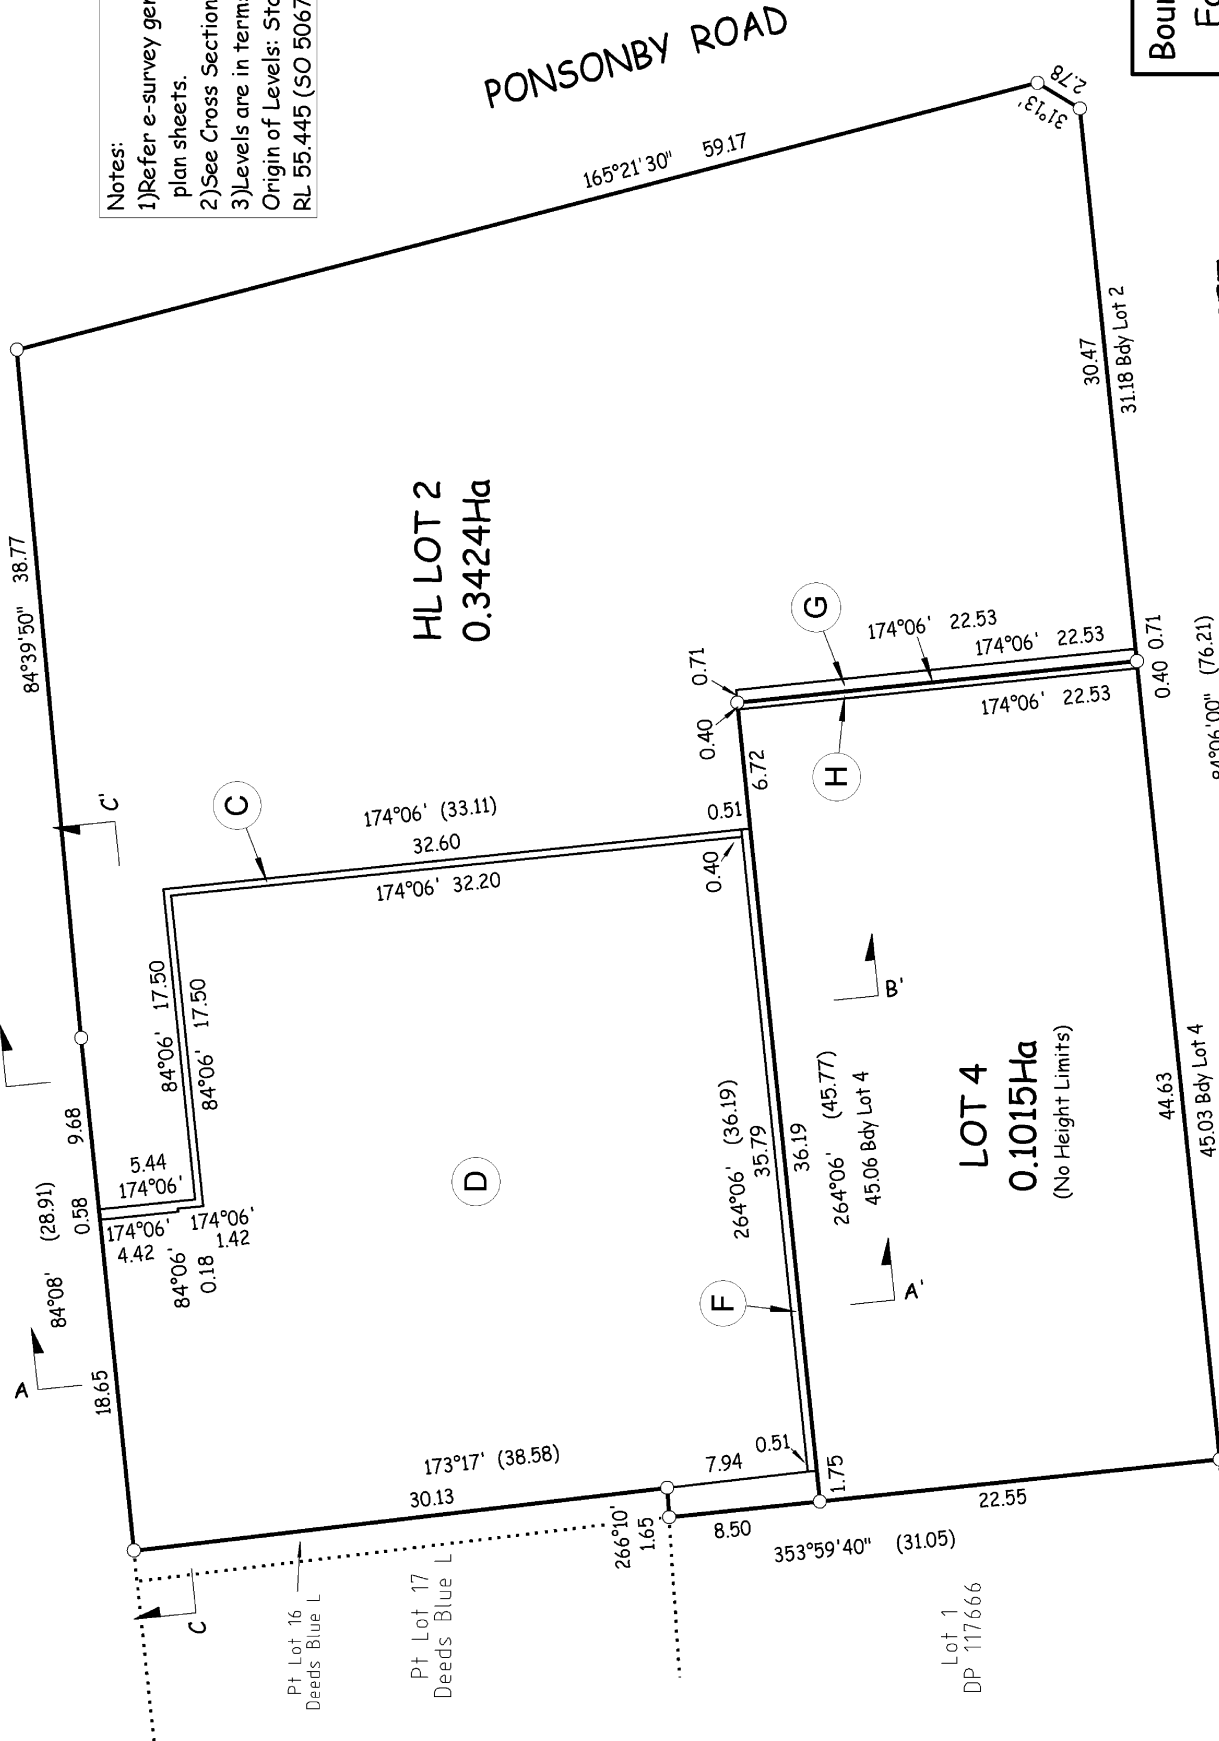 Notes:
1)Refer e-survey ger
plan sheets.
2)See Cross Section
3)Levels are in term
Origin of Levels: Sta
RL 55.445 (SO 5067
PONSONBY ROAD
Bour
Fo
165°21'30" 59.17
31°13'
2.78
84°39'50" 38.77
HL LOT 2
0.3424Ha
30.47
31.18 Bdy Lot 2
C'
C
174°06' (33.11)
32.60
174°06' 32.20
0.71
0.40
G
174°06' 22.53
174°06' 22.53
174°06' 22.53
H
6.72
0.51
0.40
0.40 0.71
84°06'00" (76.21)
9.68
84°08' (28.91)
0.58
18.65
A
5.44
174°06'
174°06'
4.42
84°06'
0.18
174°06'
1.42
84°06' 17.50
84°06' 17.50
D
264°06' (36.19)
35.79
36.19
264°06' (45.77)
45.06 Bdy Lot 4
B'
A'
F
LOT 4
0.1015Ha
(No Height Limits)
44.63
45.03 Bdy Lot 4
173°17' (38.58)
30.13
7.94
0.51
1.75
266°10'
1.65
8.50
353°59'40" (31.05)
22.55
C
Pt Lot 16
Deeds Blue L
Pt Lot 17
Deeds Blue L
Lot 1
DP 117666